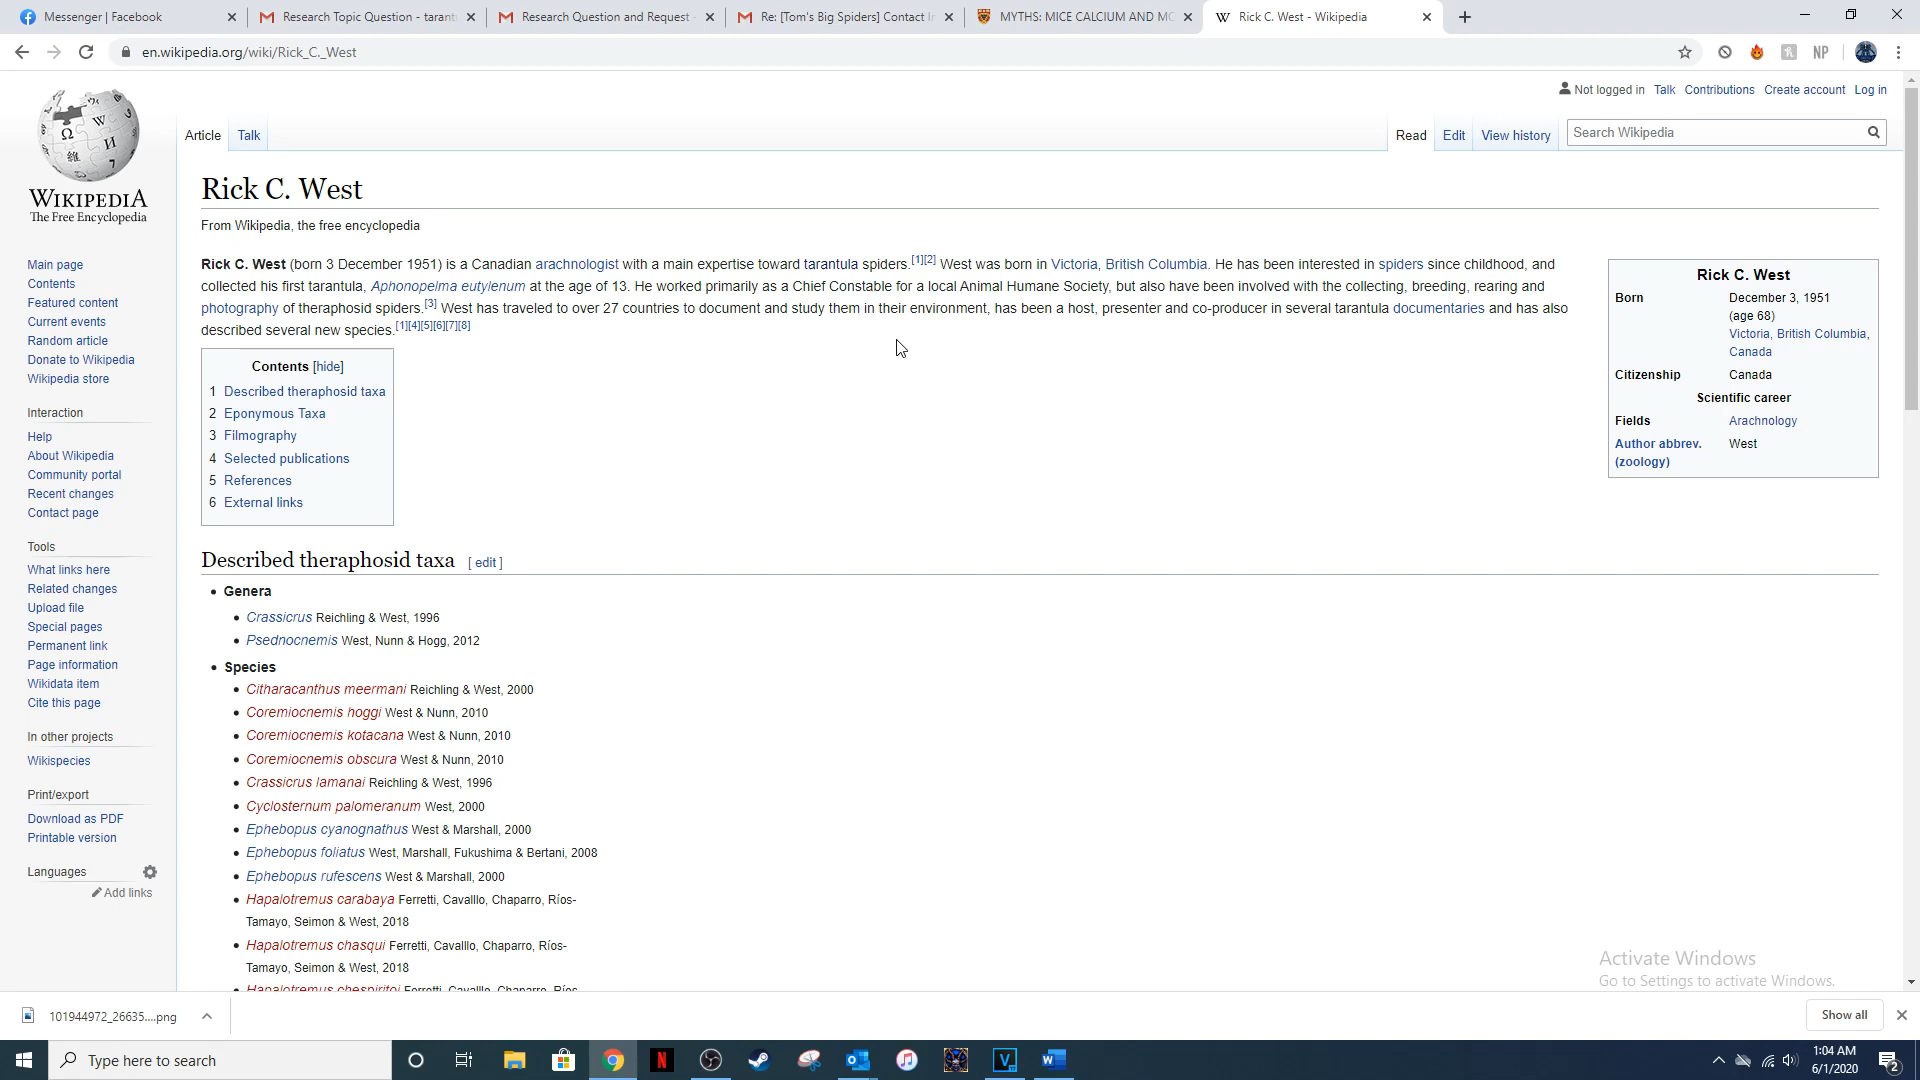 Messenger | Facebook
Research Topic Question - tarant
Research Question and Request -
Re: [Tom's Big Spiders] Contact In
MYTHS: MICE CALCIUM AND MO
Rick C. West - Wikipedia
en.wikipedia.org/wiki/Rick_C._West
NP
Not logged in Talk Contributions Create account Log in
Article Talk
Read Edit View history Search Wikipedia
WIKIPEDIA
The Free Encyclopedia
Main page
Contents
Featured content
Current events
Random article
Donate to Wikipedia
Wikipedia store
Interaction
Help
About Wikipedia
Community portal
Recent changes
Contact page
Tools
What links here
Related changes
Upload file
Special pages
Permanent link
Page information
Wikidata item
Cite this page
In other projects
Wikispecies
Print/export
Download as PDF
Printable version
Languages
Add links
Rick C. West
From Wikipedia, the free encyclopedia
Rick C. West (born 3 December 1951) is a Canadian arachnologist with a main expertise toward tarantula spiders.[1][2] West was born in Victoria, British Columbia. He has been interested in spiders since childhood, and
collected his first tarantula, Aphonopelma eutylenum at the age of 13. He worked primarily as a Chief Constable for a local Animal Humane Society, but also have been involved with the collecting, breeding, rearing and
photography of theraphosid spiders.[3] West has traveled to over 27 countries to document and study them in their environment, has been a host, presenter and co-producer in several tarantula documentaries and has also
described several new species.[1][4][5][6][7][8]
Rick C. West
Born December 3, 1951
(age 68)
Victoria, British Columbia,
Canada
Citizenship Canada
Scientific career
Fields Arachnology
Author abbrev. West
(zoology)
Contents [hide]
1 Described theraphosid taxa
2 Eponymous Taxa
3 Filmography
4 Selected publications
5 References
6 External links
Described theraphosid taxa [ edit ]
• Genera
• Crassicrus Reichling & West, 1996
• Psednocnemis West, Nunn & Hogg, 2012
• Species
• Citharacanthus meermani Reichling & West, 2000
• Coremiocnemis hoggi West & Nunn, 2010
• Coremiocnemis kotacana West & Nunn, 2010
• Coremiocnemis obscura West & Nunn, 2010
• Crassicrus lamanai Reichling & West, 1996
• Cyclosternum palomeranum West, 2000
• Ephebopus cyanognathus West & Marshall, 2000
• Ephebopus foliatus West, Marshall, Fukushima & Bertani, 2008
• Ephebopus rufescens West & Marshall, 2000
• Hapalotremus carabaya Ferretti, Cavalllo, Chaparro, Ríos-
Tamayo, Seimon & West, 2018
• Hapalotremus chasqui Ferretti, Cavalllo, Chaparro, Ríos-
Tamayo, Seimon & West, 2018
• Hapalotremus chespiritoi Ferretti, Cavalllo, Chaparro, Ríos-
Activate Windows
Go to Settings to activate Windows.
101944972_26635....png
Show all
Type here to search
1:04 AM
6/1/2020
2